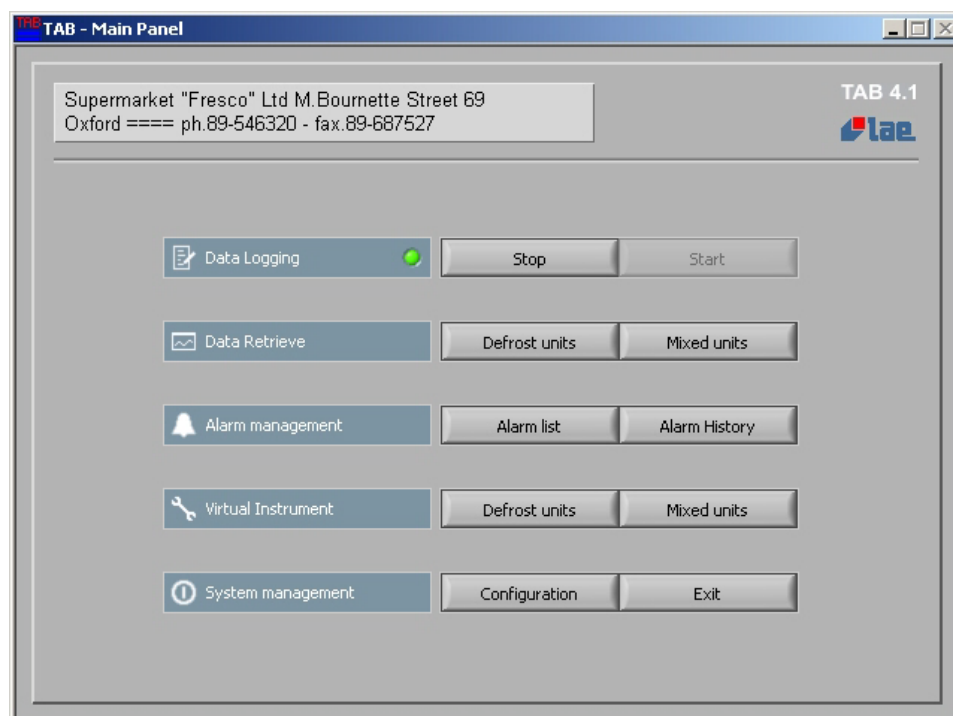 TAB TAB - Main Panel
Supermarket "Fresco" Ltd M.Bournette Street 69
Oxford ==== ph.89-546320 - fax.89-687527
TAB 4.1
lae
Data Logging Stop Start
Data Retrieve Defrost units Mixed units
Alarm management Alarm list Alarm History
Virtual Instrument Defrost units Mixed units
System management Configuration Exit